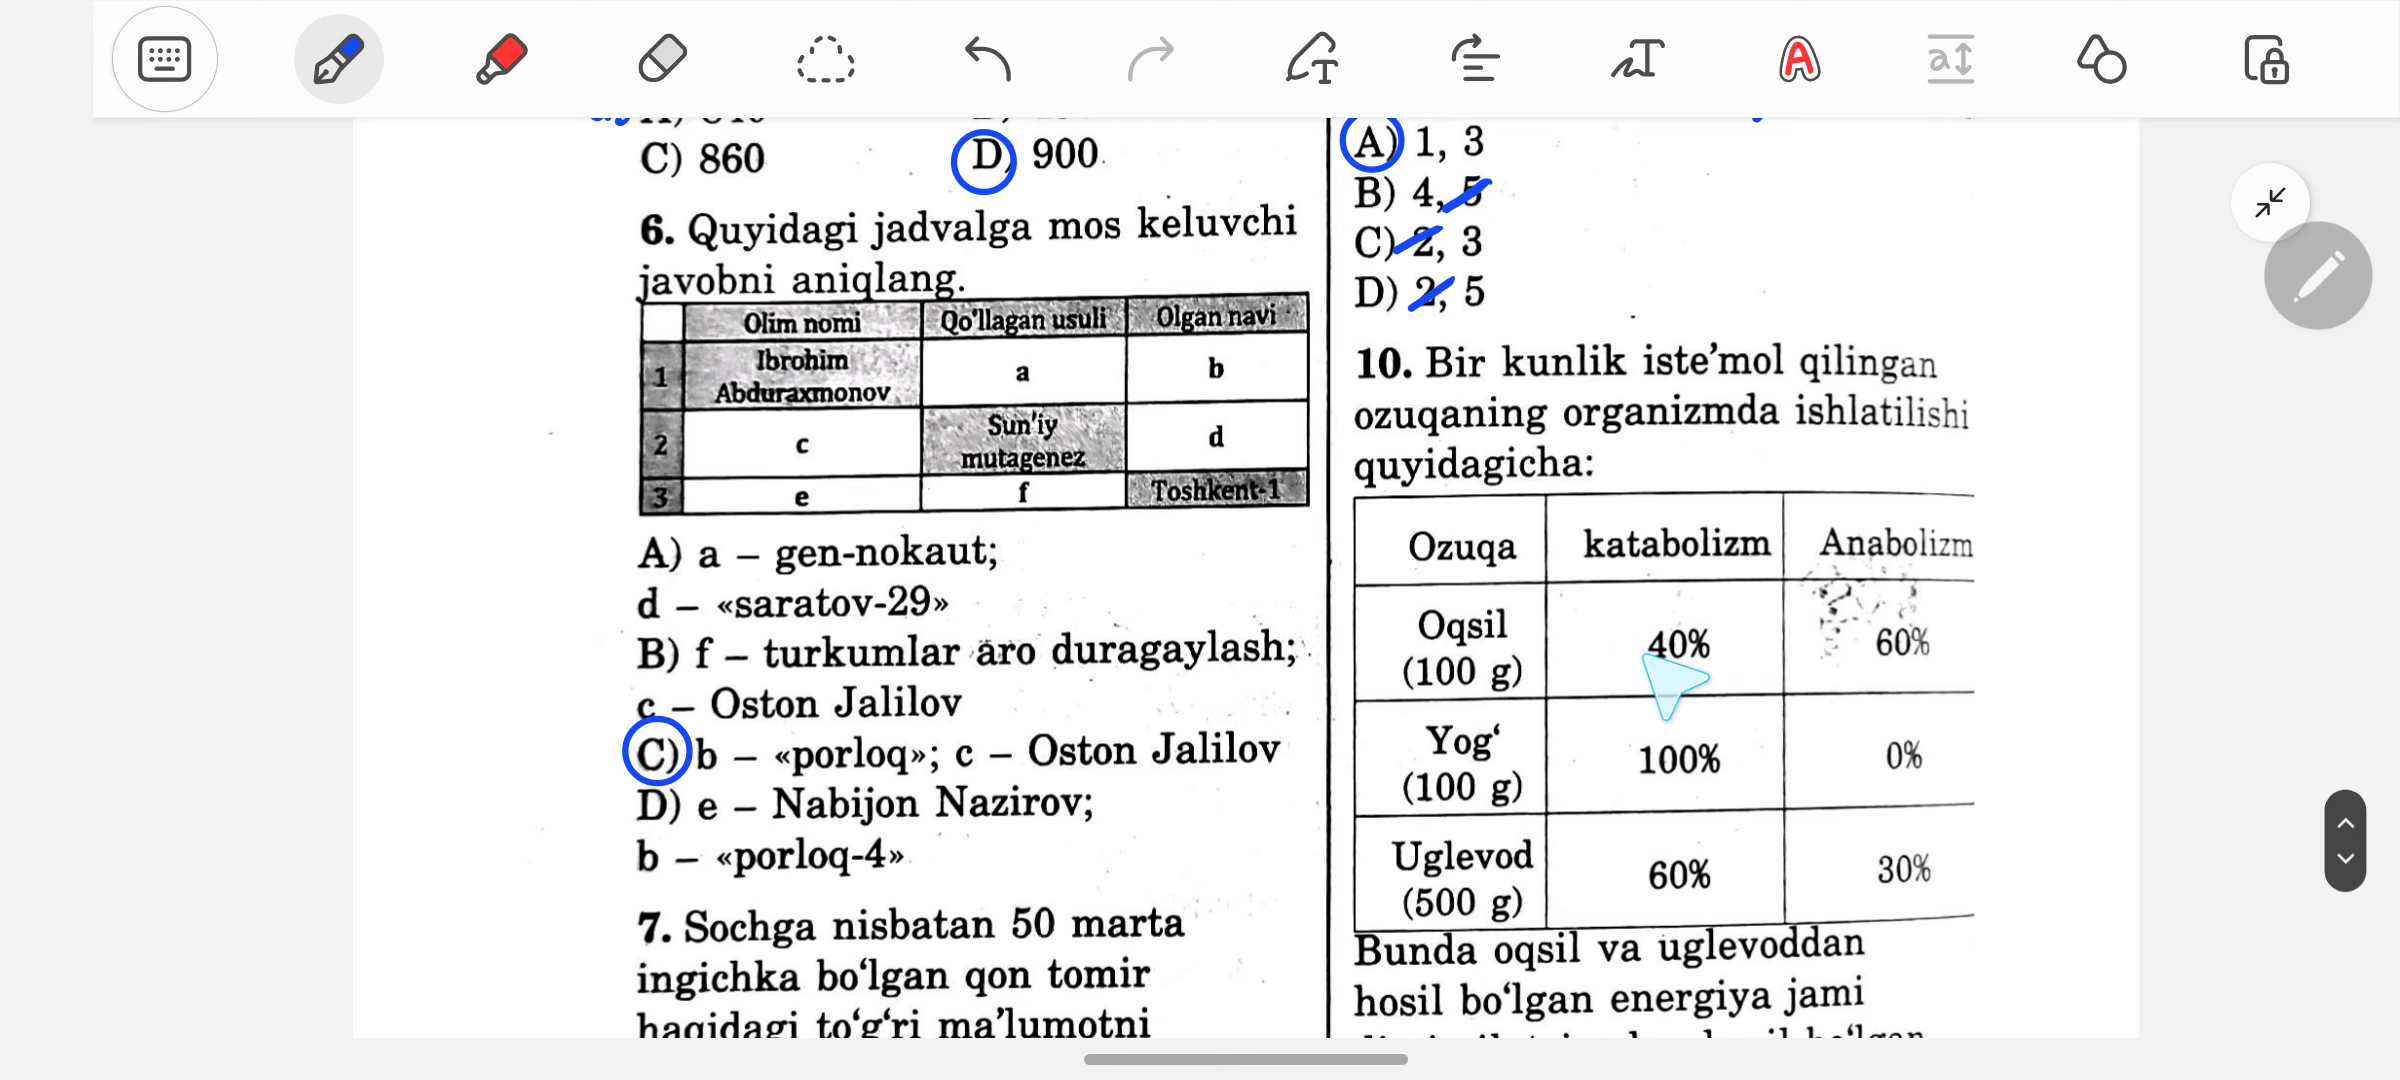 C) 860 D) 900
6. Quyidagi jadvalga mos keluvchi
javobni aniqlang.
Olim nomi Qo'llagan usuli Olgan navi
1 Ibrohim Abduraxmonov a b
2 c Sun'iy mutagenez d
3 e f Toshkent-1
A) a – gen-nokaut;
d – «saratov-29»
B) f – turkumlar aro duragaylash;
c – Oston Jalilov
C) b – «porloq»; c – Oston Jalilov
D) e – Nabijon Nazirov;
b – «porloq-4»
7. Sochga nisbatan 50 marta
ingichka bo‘lgan qon tomir
haqidagi to‘g‘ri ma’lumotni
A) 1, 3
B) 4, 5
C) 2, 3
D) 2, 5
10. Bir kunlik iste’mol qilingan
ozuqaning organizmda ishlatilishi
quyidagicha:
Ozuqa katabolizm Anabolizm
Oqsil (100 g) 40% 60%
Yog‘ (100 g) 100% 0%
Uglevod (500 g) 60% 30%
Bunda oqsil va uglevoddan
hosil bo‘lgan energiya jami